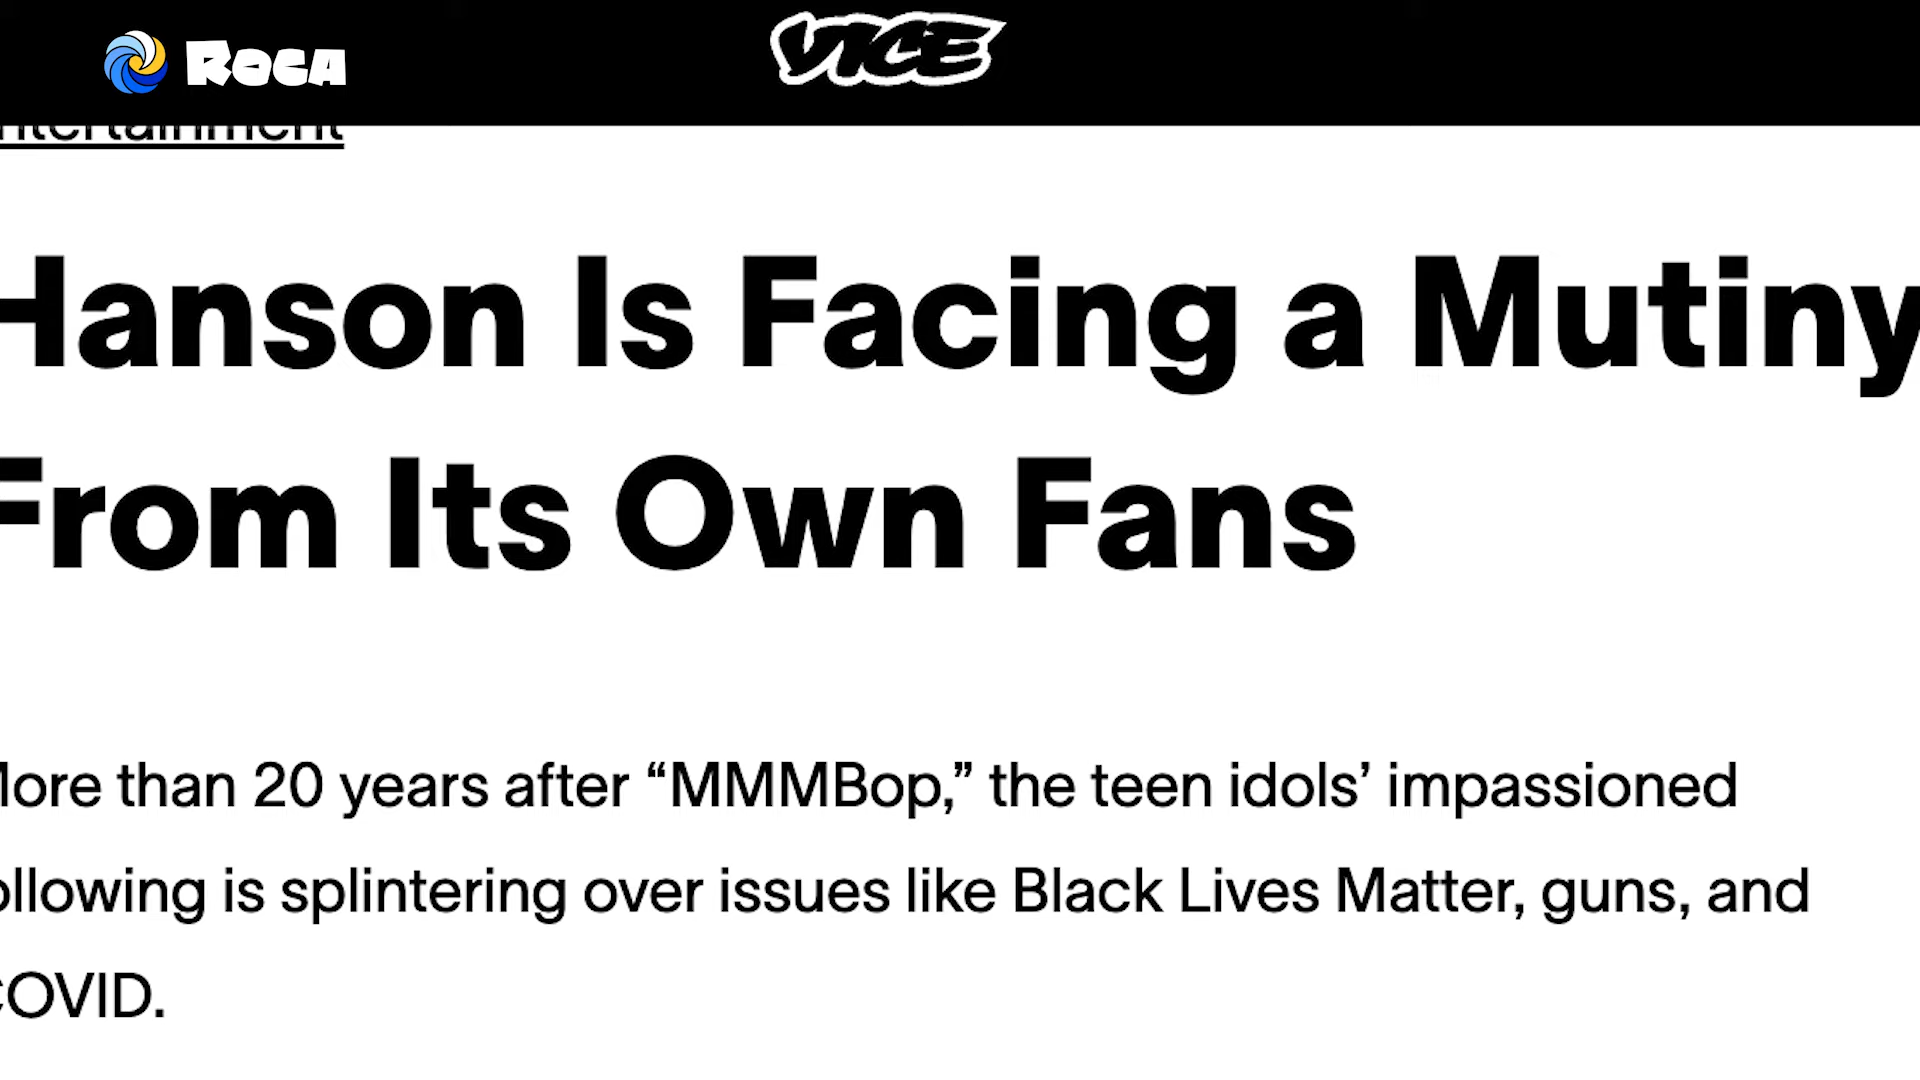 ROCA
VICE
ntertainment
Hanson Is Facing a Mutiny
From Its Own Fans
More than 20 years after “MMMBop,” the teen idols’ impassioned
ollowing is splintering over issues like Black Lives Matter, guns, and
COVID.